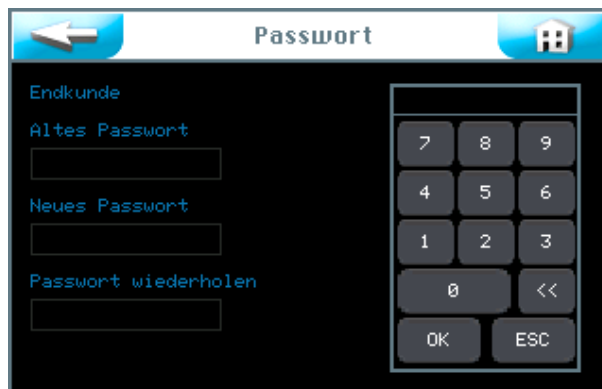 Passwort
Endkunde
Altes Passwort
Neues Passwort
Passwort wiederholen
7 8 9
4 5 6
1 2 3
0 <<
OK ESC